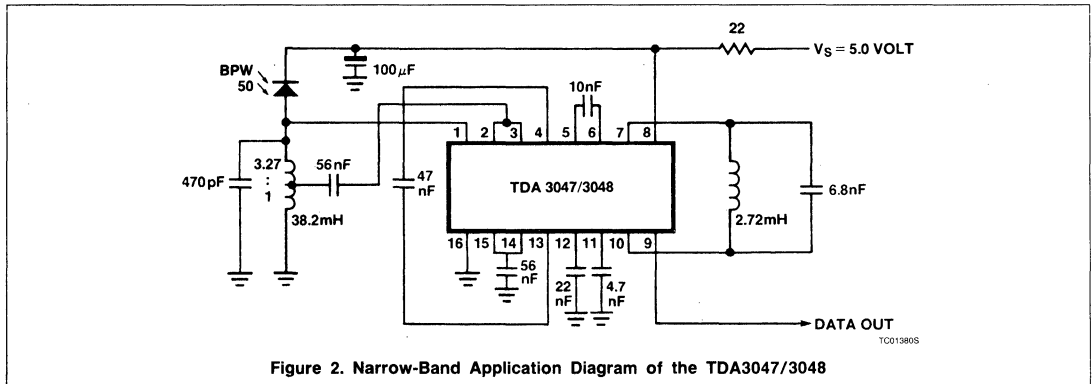 22
V_S = 5.0 VOLT
BPW
50
100μF
10nF
1 2 3 4 5 6 7 8
3.27
:
1
56nF
470pF
47
nF
TDA 3047/3048
6.8nF
38.2mH
2.72mH
16 15 14 13 12 11 10 9
56
nF
22
nF
4.7
nF
DATA OUT
TC01380S
Figure 2. Narrow-Band Application Diagram of the TDA3047/3048